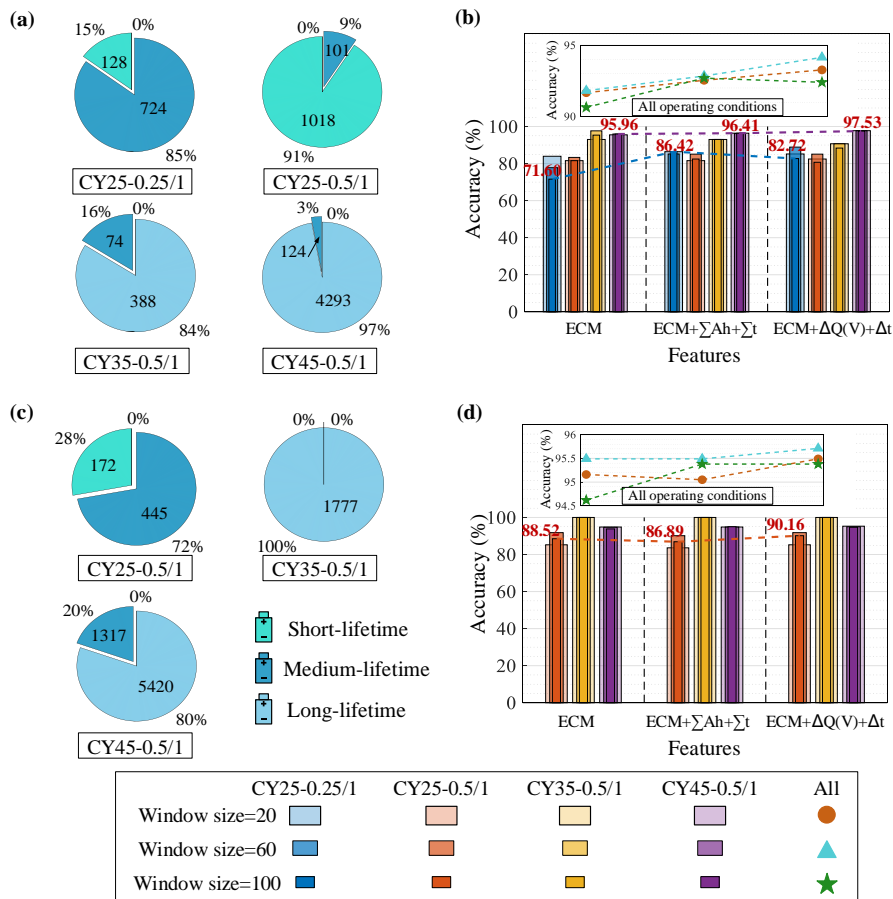 (a)
15%
0%
128
724
85%
CY25-0.25/1
0%
9%
101
1018
91%
CY25-0.5/1
16%
0%
74
388
84%
CY35-0.5/1
3%
0%
124
4293
97%
CY45-0.5/1
(b)
95
90
Accuracy (%)
All operating conditions
100
80
60
40
20
0
Accuracy (%)
71.60
95.96
86.42
96.41
82.72
97.53
ECM
ECM+∑Ah+∑t
ECM+ΔQ(V)+Δt
Features
(c)
28%
0%
172
445
72%
CY25-0.5/1
0%
0%
1777
100%
CY35-0.5/1
20%
0%
1317
5420
80%
CY45-0.5/1
Short-lifetime
Medium-lifetime
Long-lifetime
(d)
96
95.5
95
94.5
Accuracy (%)
All operating conditions
100
80
60
40
20
0
Accuracy (%)
88.52
86.89
90.16
ECM
ECM+∑Ah+∑t
ECM+ΔQ(V)+Δt
Features
CY25-0.25/1 CY25-0.5/1 CY35-0.5/1 CY45-0.5/1 All
Window size=20
Window size=60
Window size=100